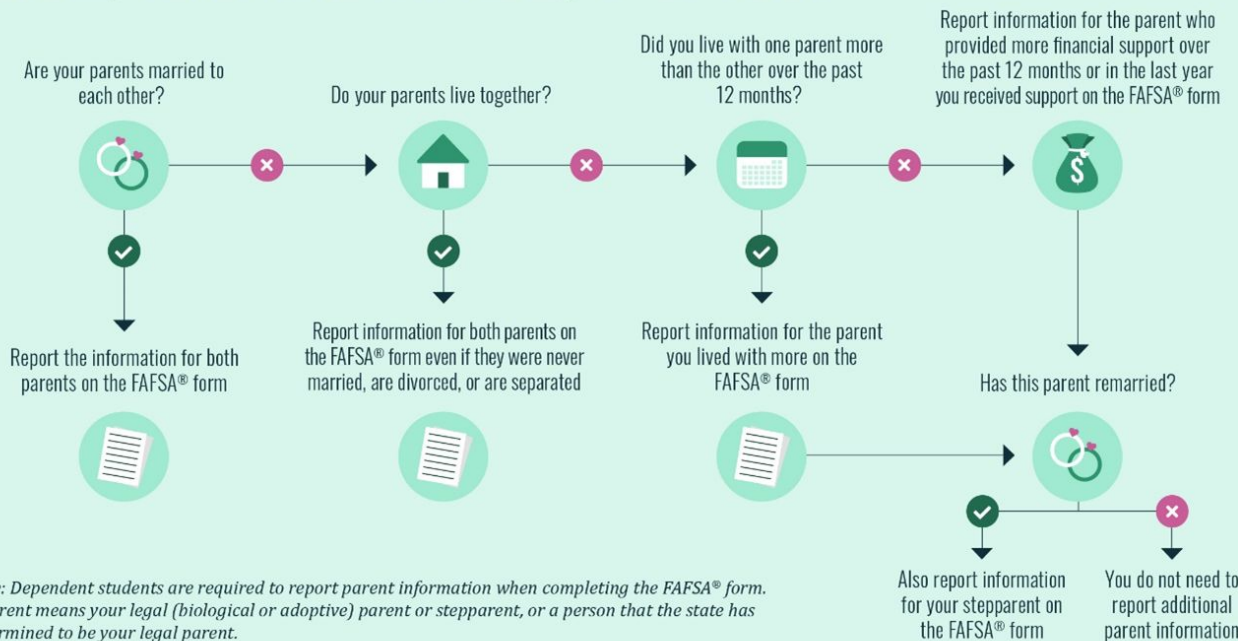 Are your parents married to
each other?
Do your parents live together?
Did you live with one parent more
than the other over the past
12 months?
Report information for the parent who
provided more financial support over
the past 12 months or in the last year
you received support on the FAFSA® form
$
Report the information for both
parents on the FAFSA® form
Report information for both parents on
the FAFSA® form even if they were never
married, are divorced, or are separated
Report information for the parent
you lived with more on the
FAFSA® form
Has this parent remarried?
Also report information
for your stepparent on
the FAFSA® form
You do not need to
report additional
parent information
: Dependent students are required to report parent information when completing the FAFSA® form.
rent means your legal (biological or adoptive) parent or stepparent, or a person that the state has
ermined to be your legal parent.